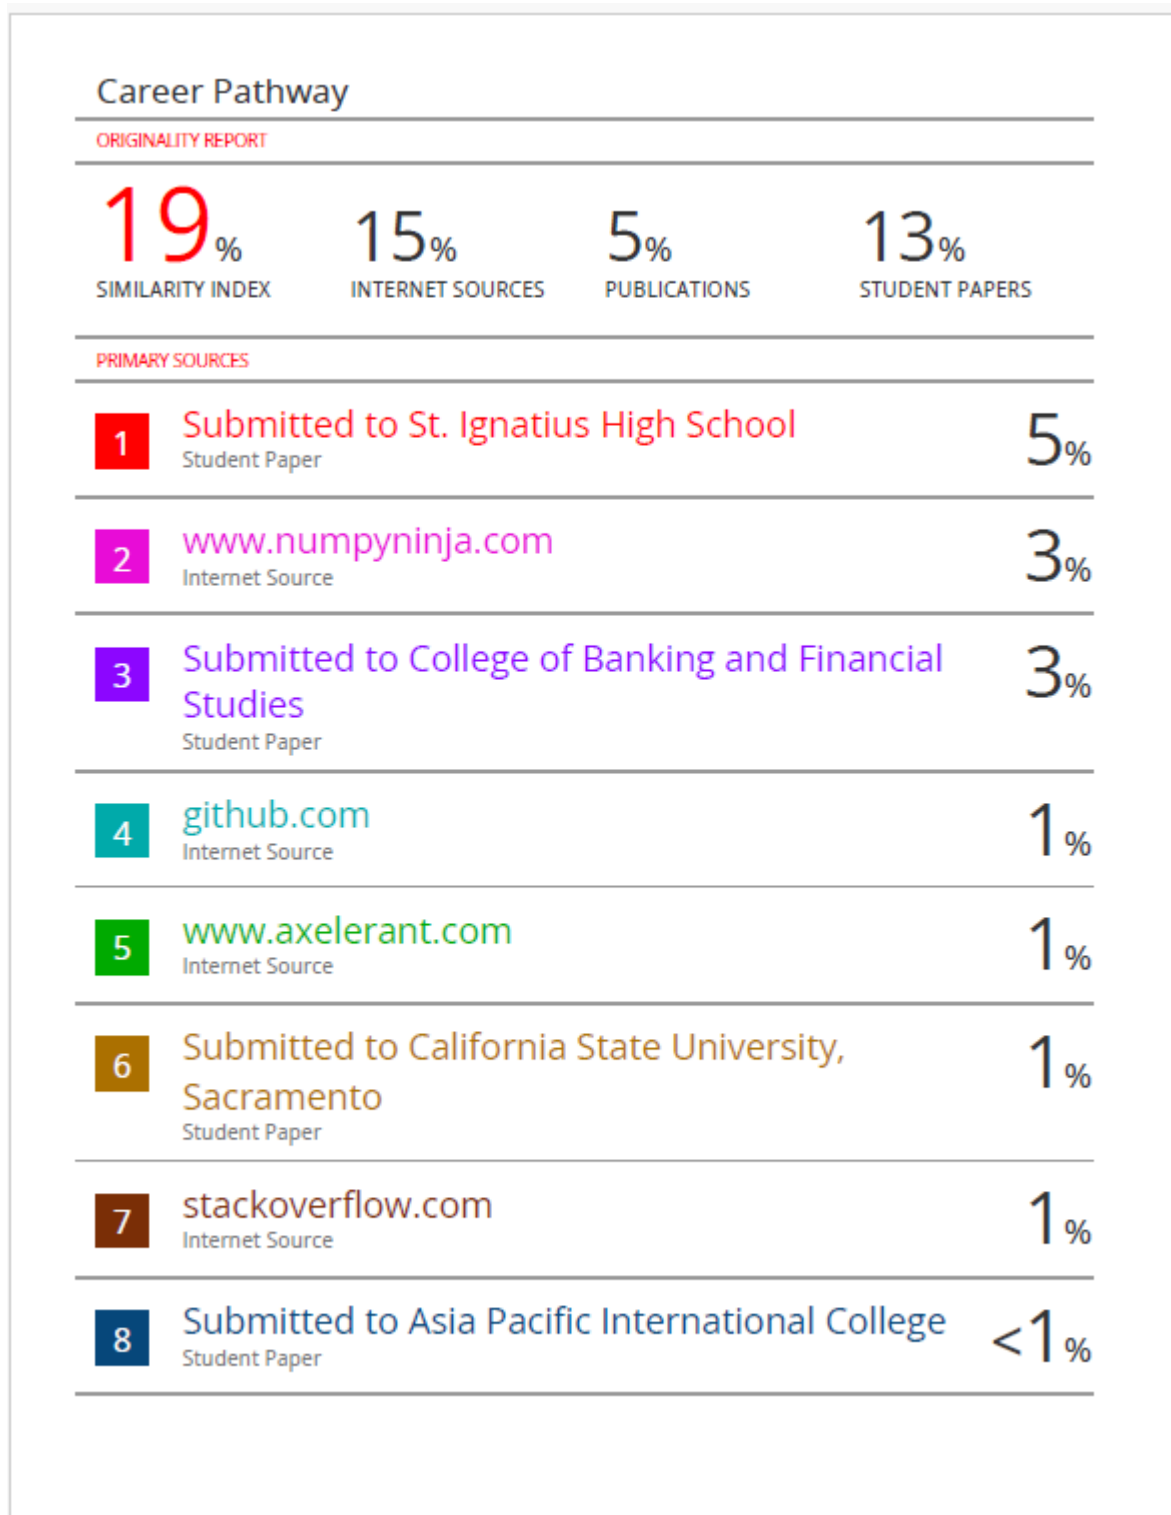 Career Pathway
ORIGINALITY REPORT
19% 15% 5% 13%
SIMILARITY INDEX INTERNET SOURCES PUBLICATIONS STUDENT PAPERS
PRIMARY SOURCES
1 Submitted to St. Ignatius High School 5%
Student Paper
2 www.numpyninja.com 3%
Internet Source
3 Submitted to College of Banking and Financial 3%
Studies
Student Paper
4 github.com 1%
Internet Source
5 www.axelerant.com 1%
Internet Source
6 Submitted to California State University, 1%
Sacramento
Student Paper
7 stackoverflow.com 1%
Internet Source
8 Submitted to Asia Pacific International College <1%
Student Paper